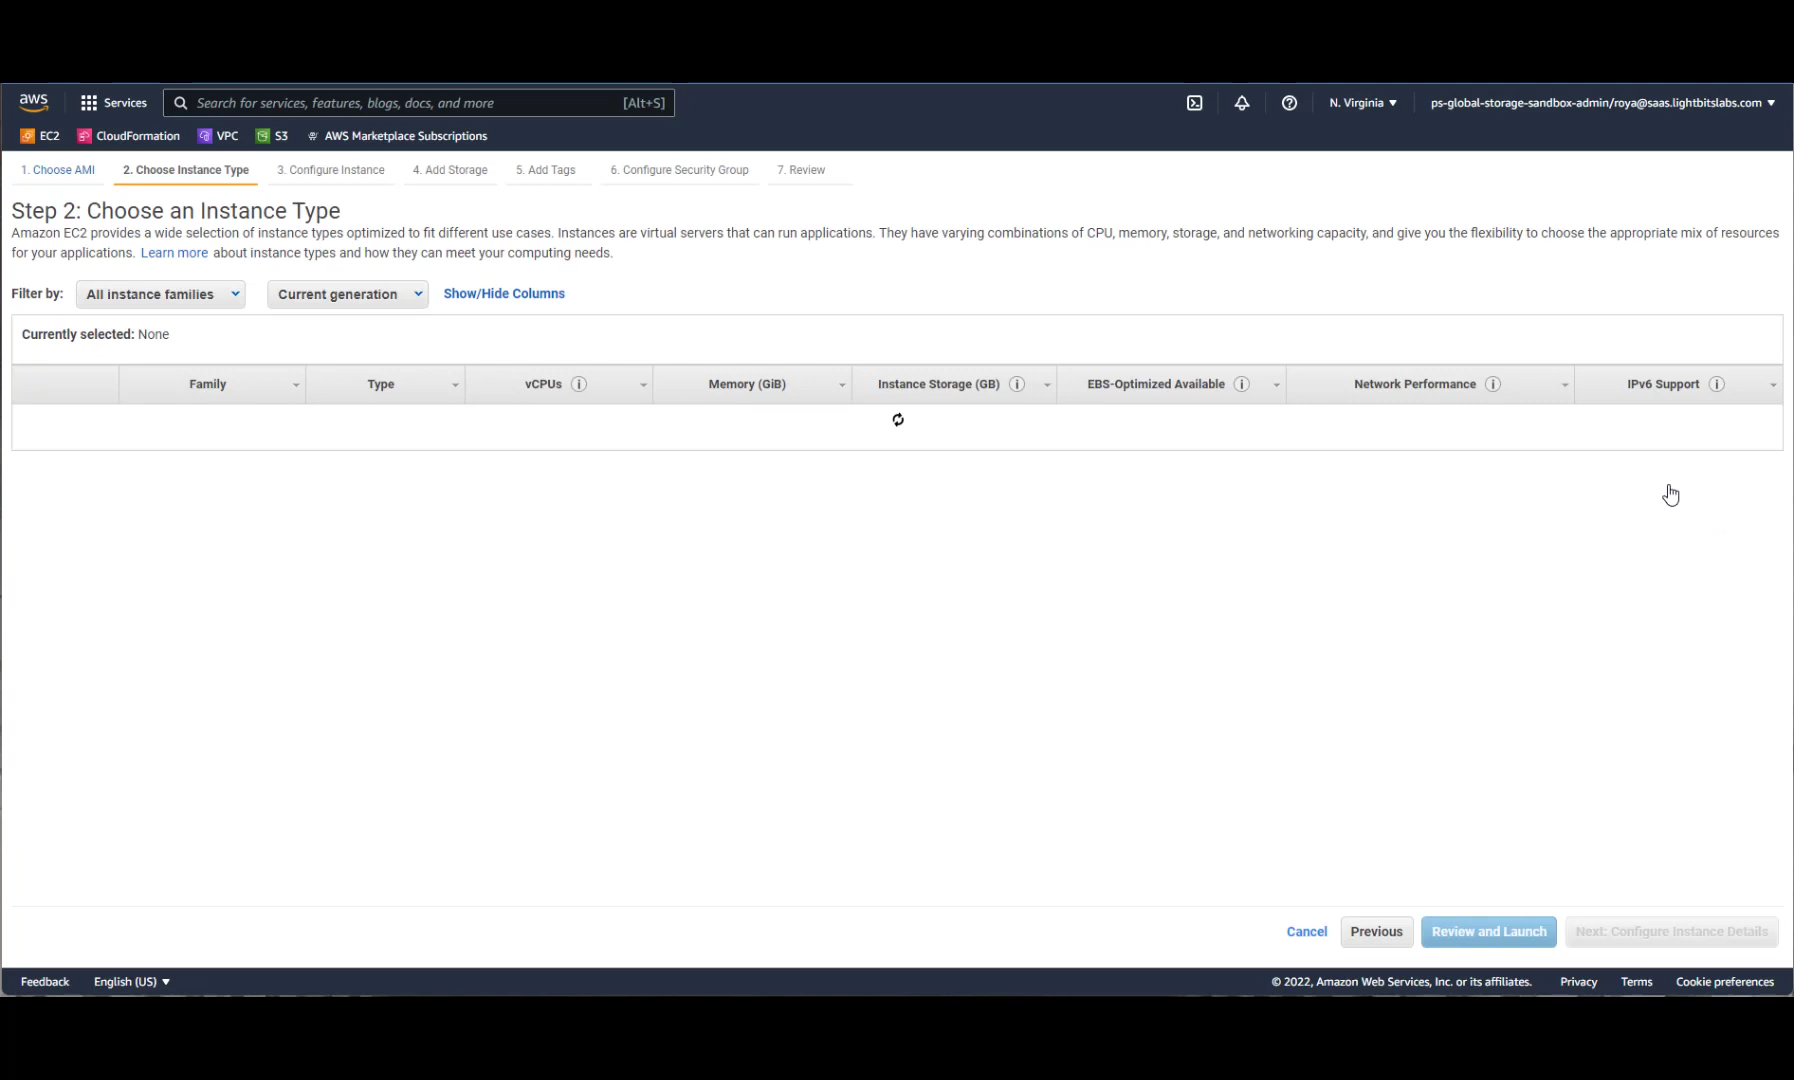 aws Services Search for services, features, blogs, docs, and more [Alt+S] N. Virginia ▼ ps-global-storage-sandbox-admin/roya@saas.lightbitslabs.com ▼
EC2 CloudFormation VPC S3 AWS Marketplace Subscriptions
1. Choose AMI 2. Choose Instance Type 3. Configure Instance 4. Add Storage 5. Add Tags 6. Configure Security Group 7. Review
Step 2: Choose an Instance Type
Amazon EC2 provides a wide selection of instance types optimized to fit different use cases. Instances are virtual servers that can run applications. They have varying combinations of CPU, memory, storage, and networking capacity, and give you the flexibility to choose the appropriate mix of resources
for your applications. Learn more about instance types and how they can meet your computing needs.
Filter by: All instance families Current generation Show/Hide Columns
Currently selected: None
Family Type vCPUs i Memory (GiB) Instance Storage (GB) i EBS-Optimized Available i Network Performance i IPv6 Support i
Cancel Previous Review and Launch Next: Configure Instance Details
Feedback English (US) ▼ © 2022, Amazon Web Services, Inc. or its affiliates. Privacy Terms Cookie preferences